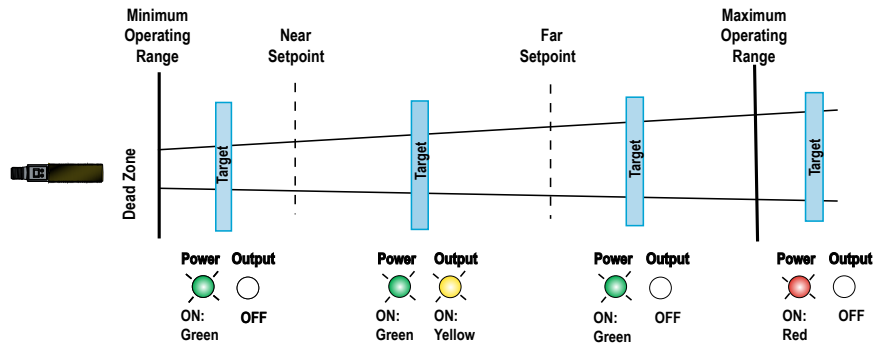 Minimum
Operating
Range
Near
Setpoint
Far
Setpoint
Maximum
Operating
Range
Dead Zone
Target
Target
Target
Target
Power Output
ON:
Green
OFF
Power Output
ON:
Green
ON:
Yellow
Power Output
ON:
Green
OFF
Power Output
ON:
Red
OFF